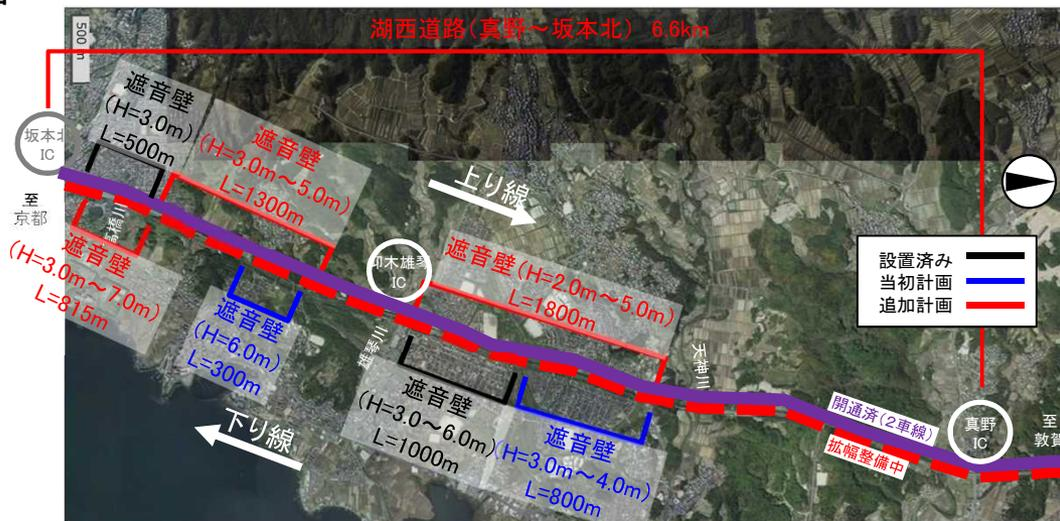 湖西道路(真野～坂本北) 6.6km
500m
遮音壁
(H=3.0m)
L=500m
遮音壁
(H=3.0m～5.0m)
L=1300m
坂本北
IC
至
京都
高橋川
上り線
遮音壁
(H=3.0m～7.0m)
L=815m
仰木雄琴
IC
遮音壁(H=2.0m～5.0m)
L=1800m
設置済み
当初計画
追加計画
遮音壁
(H=6.0m)
L=300m
雄琴川
天神川
遮音壁
(H=3.0～6.0m)
L=1000m
下り線
遮音壁
(H=3.0m～4.0m)
L=800m
開通済(2車線)
拡幅整備中
真野
IC
至
敦賀